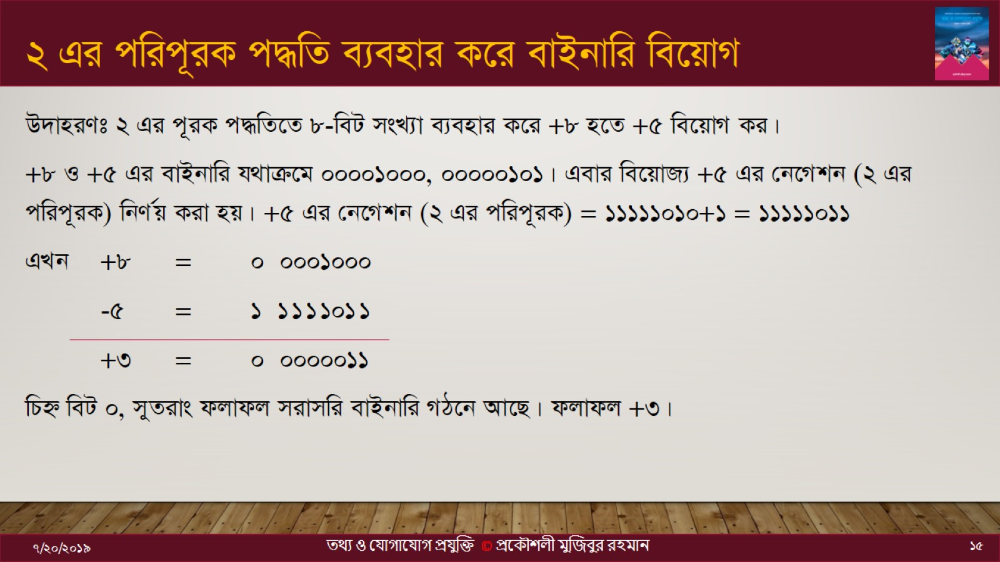 ২ এর পরিপূরক পদ্ধতি ব্যবহার করে বাইনারি বিয়োগ
উদাহরণঃ ২ এর পূরক পদ্ধতিতে ৮-বিট সংখ্যা ব্যবহার করে +৮ হতে +৫ বিয়োগ কর।
+৮ ও +৫ এর বাইনারি যথাক্রমে ০০০০১০০০, ০০০০০১০১। এবার বিয়োজ্য +৫ এর নেগেশন (২ এর
পরিপূরক) নির্ণয় করা হয়। +৫ এর নেগেশন (২ এর পরিপূরক) = ১১১১১০১০+১ = ১১১১১০১১
এখন +৮ = ০ ০০০১০০০
-৫ = ১ ১১১১০১১
+৩ = ০ ০০০০০১১
চিহ্ন বিট ০, সুতরাং ফলাফল সরাসরি বাইনারি গঠনে আছে। ফলাফল +৩।
৭/২০/২০১৯ তথ্য ও যোগাযোগ প্রযুক্তি © প্রকৌশলী মুজিবুর রহমান ১৫